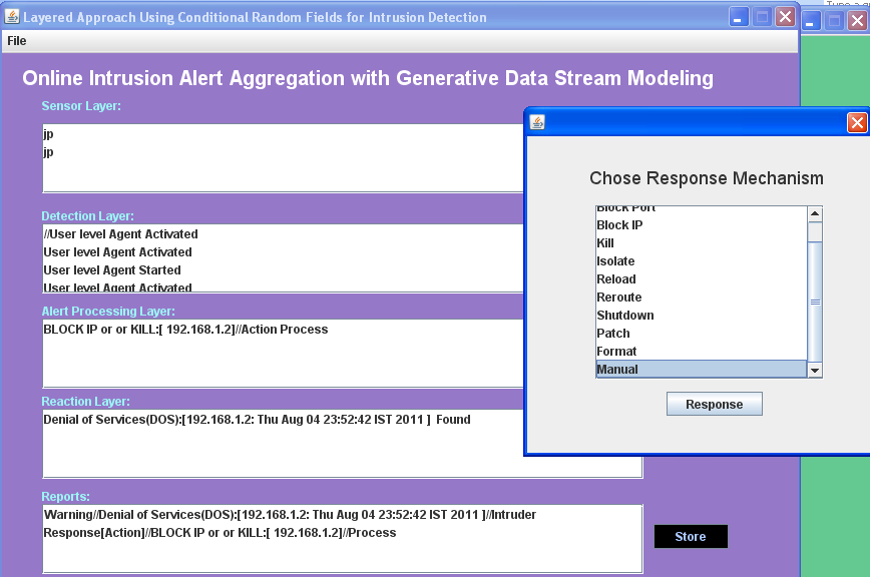 Layered Approach Using Conditional Random Fields for Intrusion Detection
File
Online Intrusion Alert Aggregation with Generative Data Stream Modeling
Sensor Layer:
jp
jp
Detection Layer:
//User level Agent Activated
User level Agent Activated
User level Agent Started
User level Agent Activated
Alert Processing Layer:
BLOCK IP or or KILL:[ 192.168.1.2]//Action Process
Reaction Layer:
Denial of Services(DOS):[192.168.1.2: Thu Aug 04 23:52:42 IST 2011 ] Found
Reports:
Warning//Denial of Services(DOS):[192.168.1.2: Thu Aug 04 23:52:42 IST 2011 ]//Intruder
Response[Action]//BLOCK IP or or KILL:[ 192.168.1.2]//Process
Store
Chose Response Mechanism
Block Port
Block IP
Kill
Isolate
Reload
Reroute
Shutdown
Patch
Format
Manual
Response